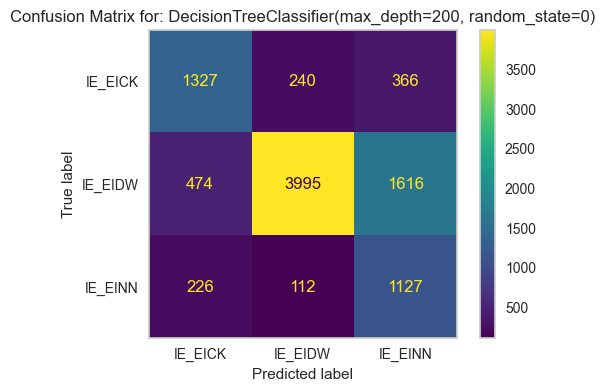 Confusion Matrix for: DecisionTreeClassifier(max_depth=200, random_state=0)
IE_EICK 1327 240 366
IE_EIDW 474 3995 1616
IE_EINN 226 112 1127
IE_EICK IE_EIDW IE_EINN
Predicted label
True label
3500
3000
2500
2000
1500
1000
500